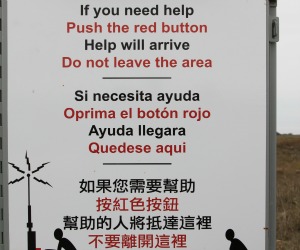 If you need help
Push the red button
Help will arrive
Do not leave the area
Si necesita ayuda
Oprima el botón rojo
Ayuda llegara
Quedese aqui
如果您需要幫助
按紅色按鈕
幫助的人將抵達這裡
不要離開這裡